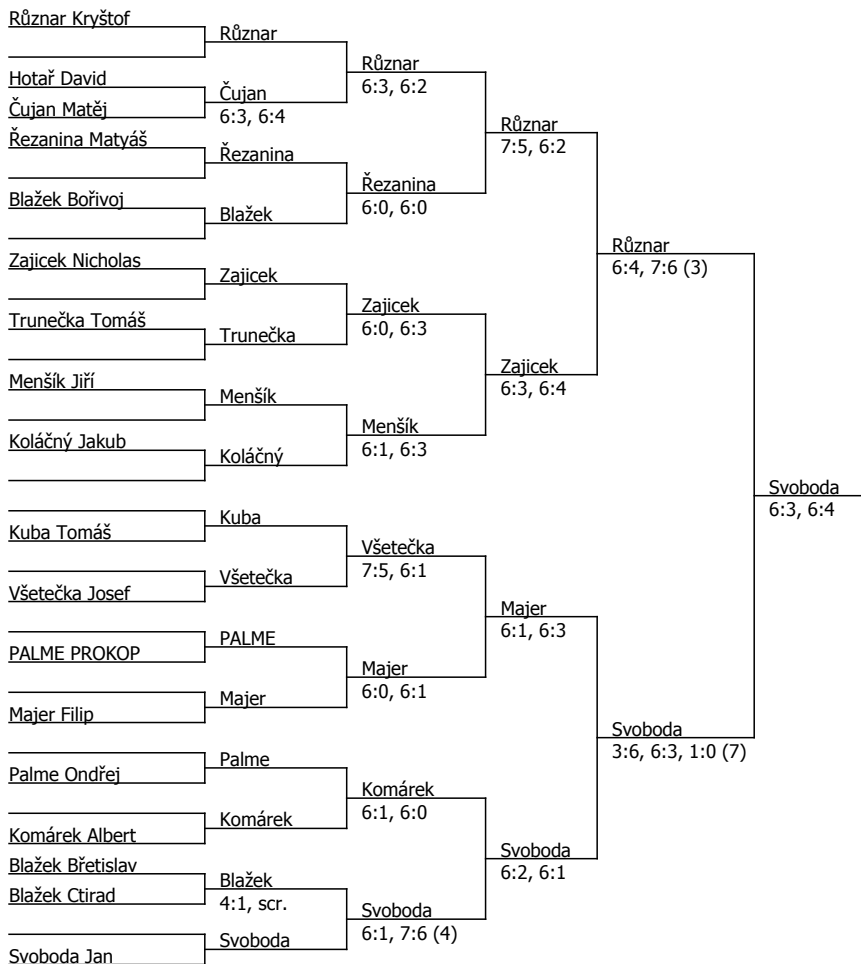 Různar Kryštof
Hotař David
Čujan Matěj
Řezanina Matyáš
Blažek Bořivoj
Zajicek Nicholas
Trunečka Tomáš
Menšík Jiří
Koláčný Jakub
Kuba Tomáš
Všetečka Josef
PALME PROKOP
Majer Filip
Palme Ondřej
Komárek Albert
Blažek Břetislav
Blažek Ctirad
Svoboda Jan
Různar
Čujan
6:3, 6:4
Řezanina
Blažek
Zajicek
Trunečka
Menšík
Koláčný
Kuba
Všetečka
PALME
Majer
Palme
Komárek
Blažek
4:1, scr.
Svoboda
Různar
6:3, 6:2
Řezanina
6:0, 6:0
Zajicek
6:0, 6:3
Menšík
6:1, 6:3
Všetečka
7:5, 6:1
Majer
6:0, 6:1
Komárek
6:1, 6:0
Svoboda
6:1, 7:6 (4)
Různar
7:5, 6:2
Zajicek
6:3, 6:4
Majer
6:1, 6:3
Svoboda
6:2, 6:1
Různar
6:4, 7:6 (3)
Svoboda
3:6, 6:3, 1:0 (7)
Svoboda
6:3, 6:4